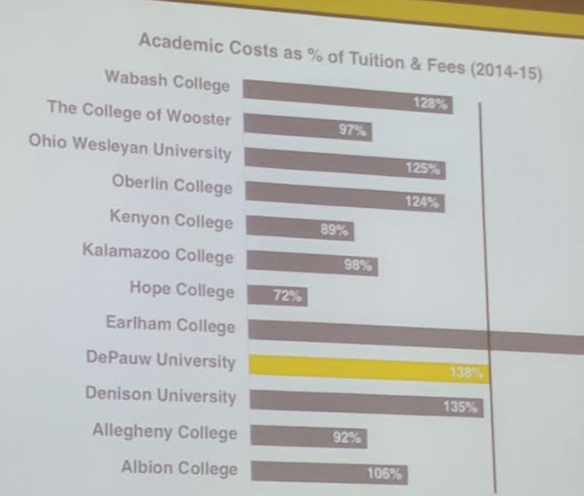 Academic Costs as % of Tuition & Fees (2014-15)
Wabash College 128%
The College of Wooster 97%
Ohio Wesleyan University 125%
Oberlin College 124%
Kenyon College 89%
Kalamazoo College 98%
Hope College 72%
Earlham College
DePauw University 138%
Denison University 135%
Allegheny College 92%
Albion College 106%